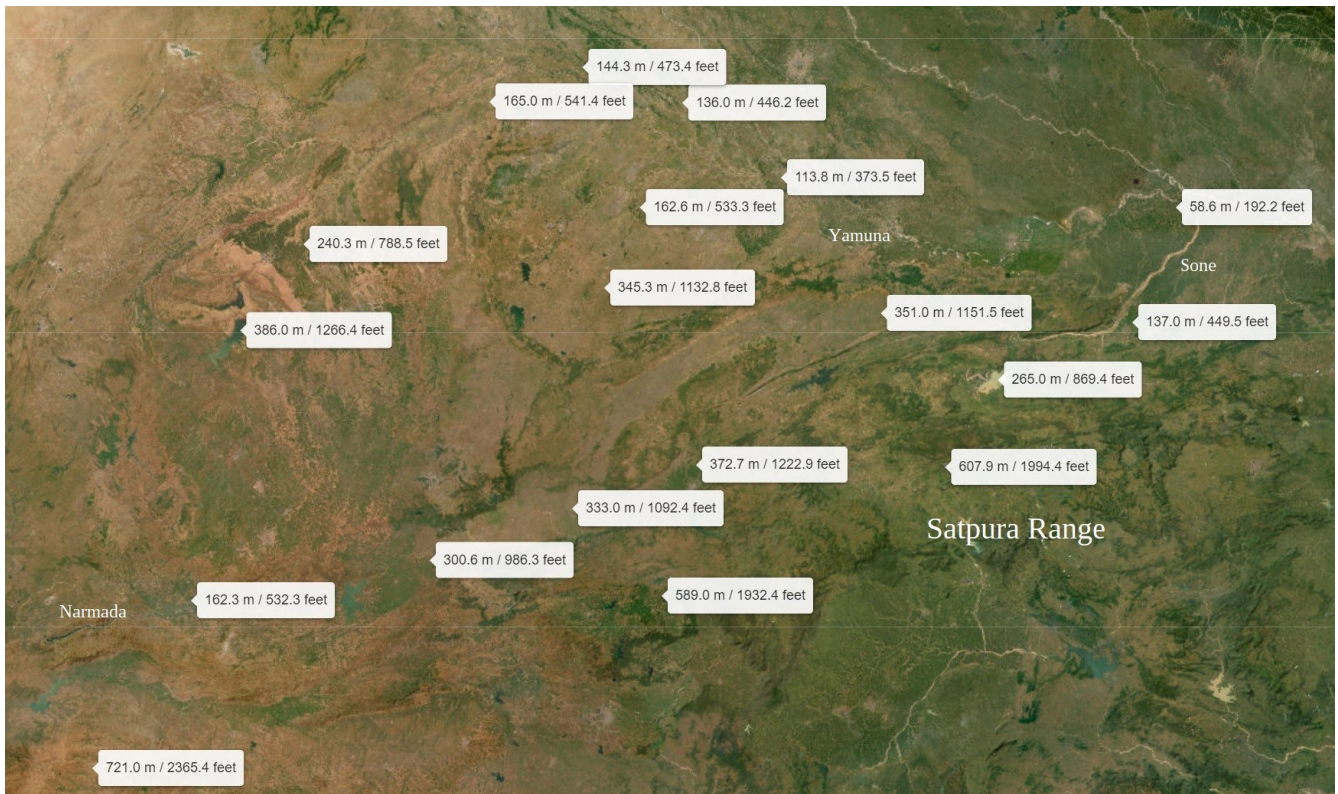 144.3 m / 473.4 feet
165.0 m / 541.4 feet
136.0 m / 446.2 feet
113.8 m / 373.5 feet
162.6 m / 533.3 feet
58.6 m / 192.2 feet
Yamuna
240.3 m / 788.5 feet
Sone
345.3 m / 1132.8 feet
351.0 m / 1151.5 feet
137.0 m / 449.5 feet
386.0 m / 1266.4 feet
265.0 m / 869.4 feet
372.7 m / 1222.9 feet
607.9 m / 1994.4 feet
333.0 m / 1092.4 feet
Satpura Range
300.6 m / 986.3 feet
589.0 m / 1932.4 feet
162.3 m / 532.3 feet
Narmada
721.0 m / 2365.4 feet